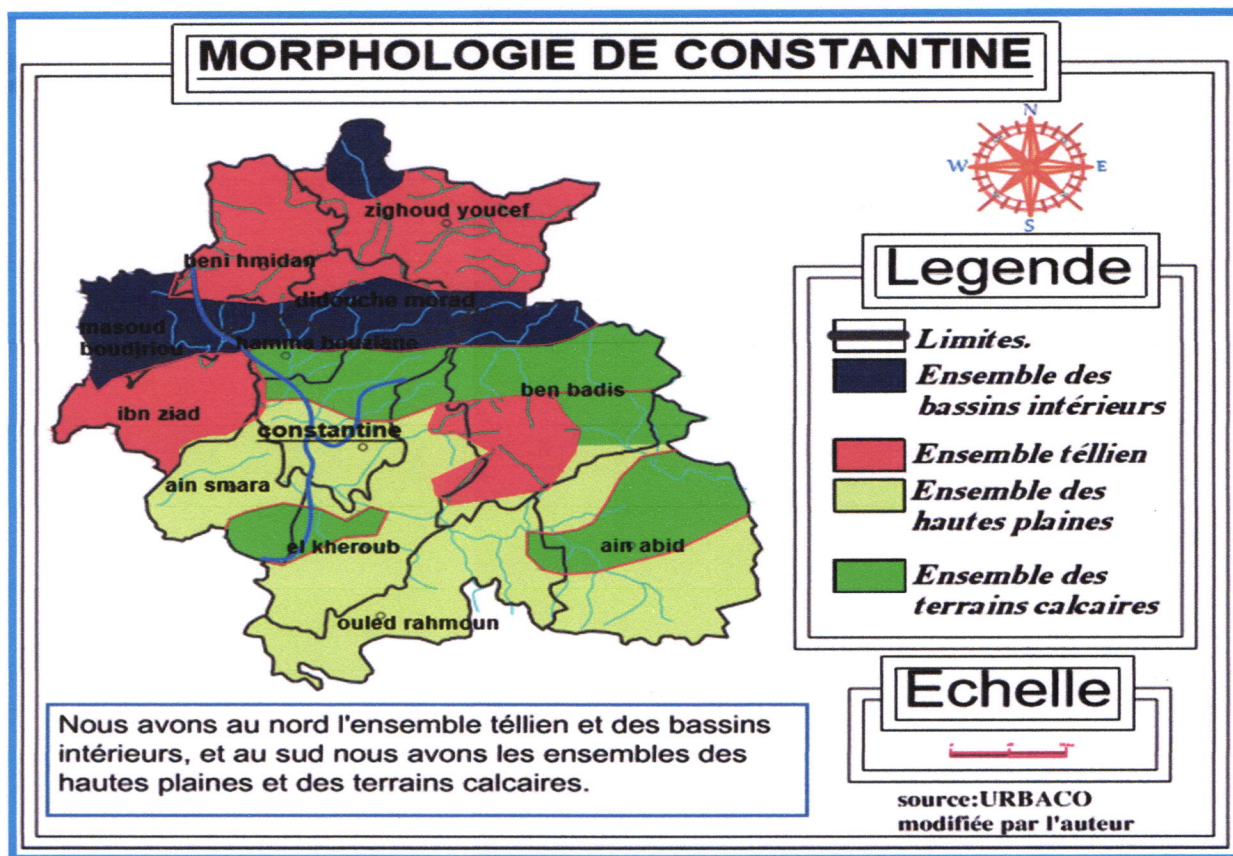 MORPHOLOGIE DE CONSTANTINE
N
W
E
S
zighoud youcef
beni hmidan
didouche morad
masoud
boudjriou
hamma bouziane
ben badis
ibn ziad
constantine
ain smara
el kheroub
ain abid
ouled rahmoun
Legende
Limites.
Ensemble des
bassins intérieurs
Ensemble téllien
Ensemble des
hautes plaines
Ensemble des
terrains calcaires
Echelle
Nous avons au nord l'ensemble téllien et des bassins
intérieurs, et au sud nous avons les ensembles des
hautes plaines et des terrains calcaires.
source:URBACO
modifiée par l'auteur